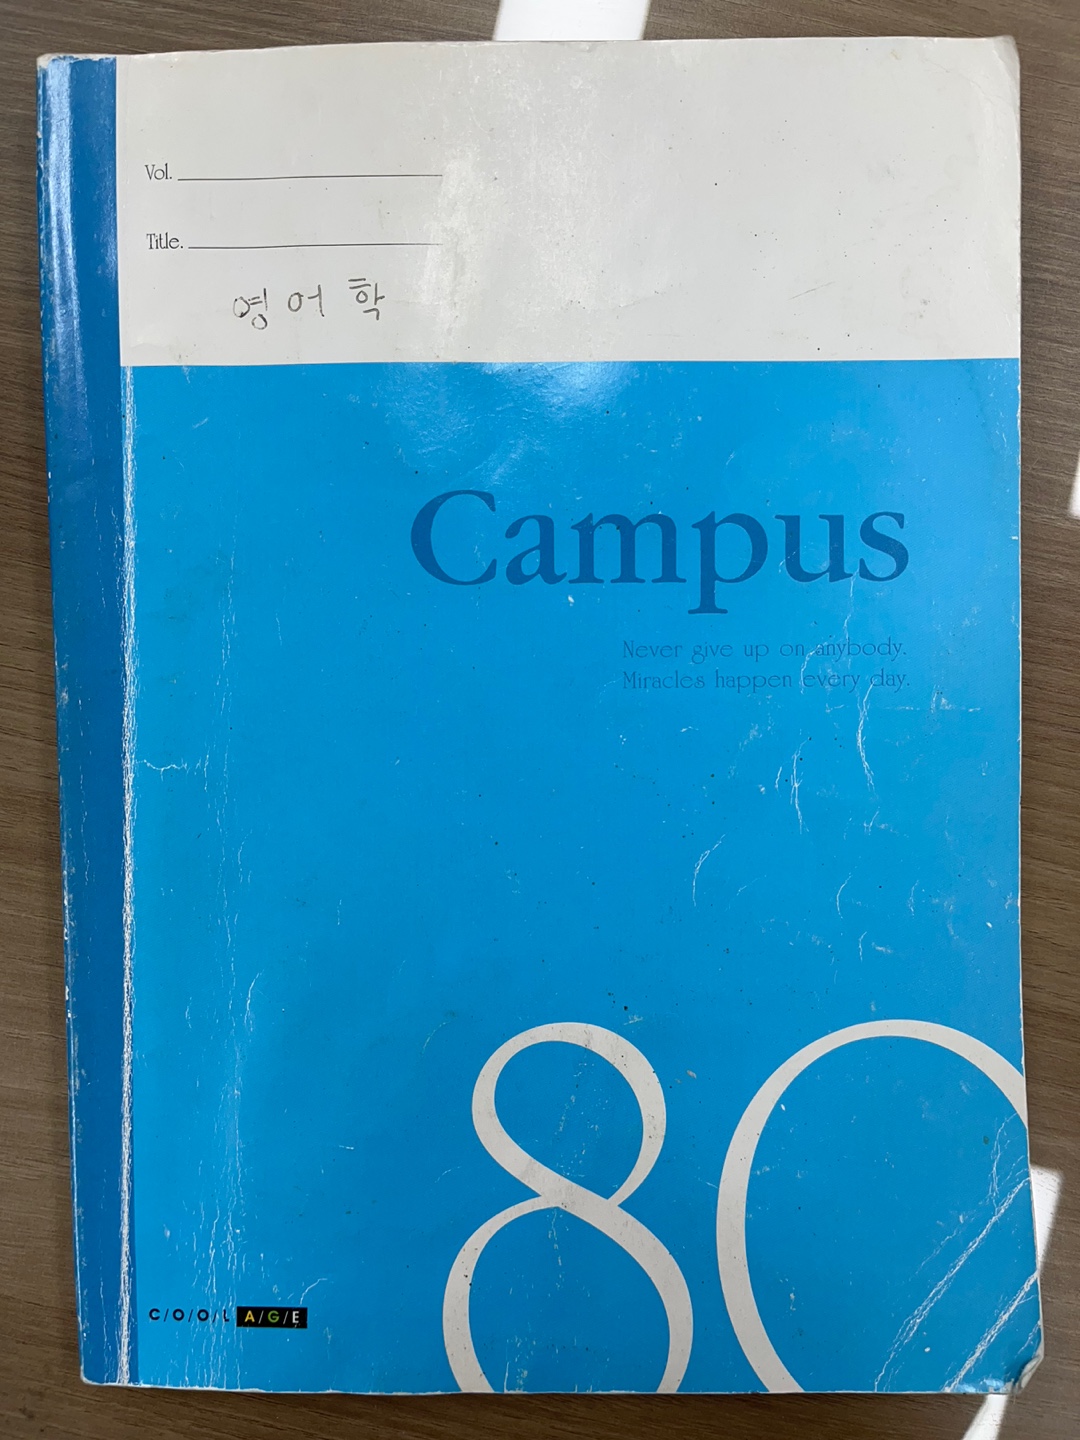 Vol.
Title.
영어학
Campus
Never give up on anybody.
Miracles happen every day.
80
C/O/O/L A/G/E